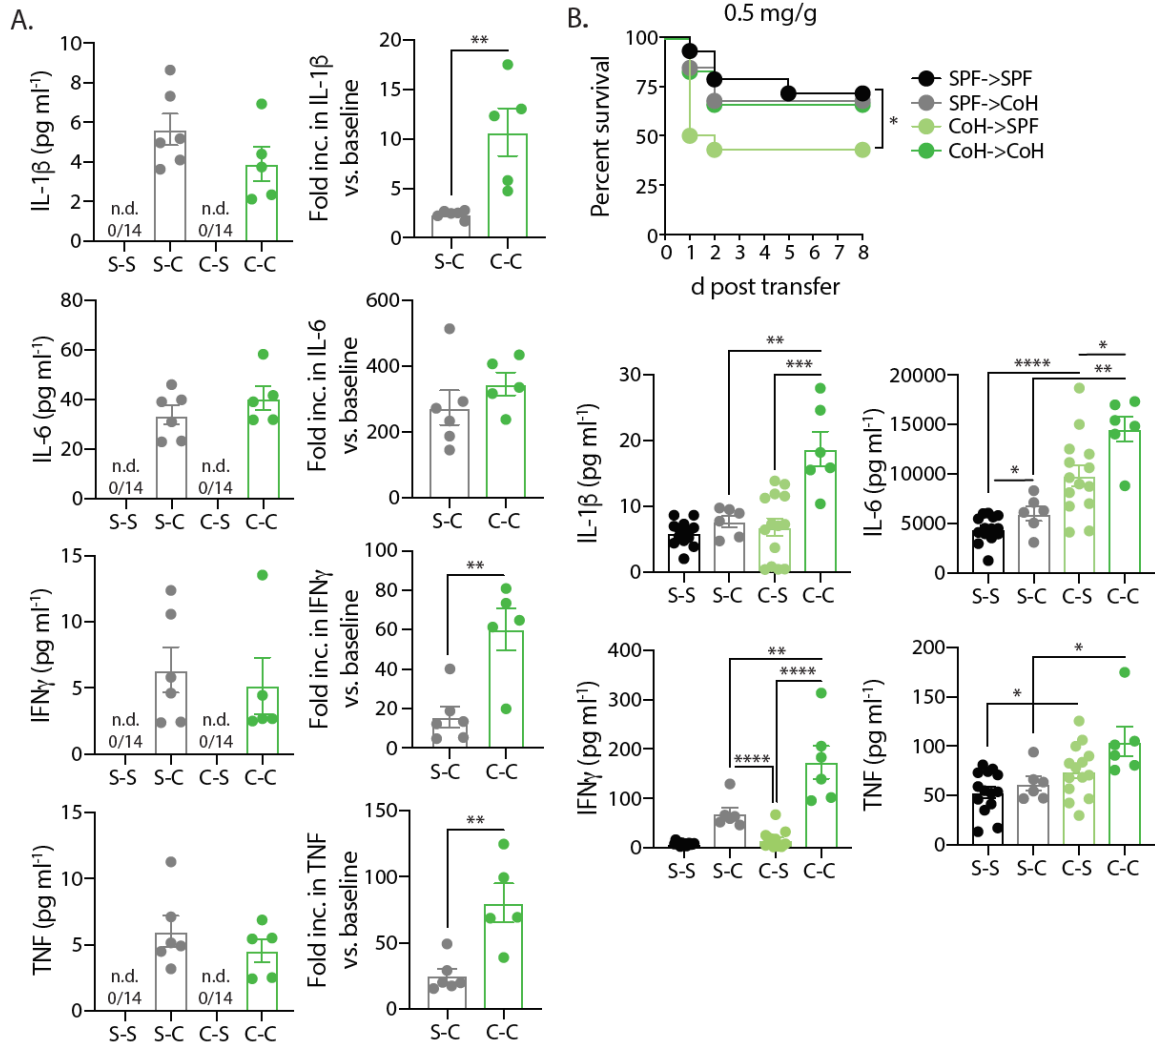 A.
IL-1β (pg ml-1)
10
8
6
4
2
0
n.d.
0/14
n.d.
0/14
S-S
S-C
C-S
C-C
Fold inc. in IL-1β
vs. baseline
20
15
10
5
0
**
S-C
C-C
IL-6 (pg ml-1)
80
60
40
20
0
n.d.
0/14
n.d.
0/14
S-S
S-C
C-S
C-C
Fold inc. in IL-6
vs. baseline
600
400
200
0
S-C
C-C
IFNγ (pg ml-1)
15
10
5
0
n.d.
0/14
n.d.
0/14
S-S
S-C
C-S
C-C
Fold inc. in IFNγ
vs. baseline
100
80
60
40
20
0
**
S-C
C-C
TNF (pg ml-1)
15
10
5
0
n.d.
0/14
n.d.
0/14
S-S
S-C
C-S
C-C
Fold inc. in TNF
vs. baseline
150
100
50
0
**
S-C
C-C
B.
0.5 mg/g
Percent survival
100
75
50
25
0
0 1 2 3 4 5 6 7 8
d post transfer
SPF->SPF
SPF->CoH
CoH->SPF
CoH->CoH
*
IL-1β (pg ml-1)
30
20
10
0
**
***
S-S
S-C
C-S
C-C
IL-6 (pg ml-1)
20000
15000
10000
5000
0
*
****
**
*
S-S
S-C
C-S
C-C
IFNγ (pg ml-1)
400
300
200
100
0
**
****
****
S-S
S-C
C-S
C-C
TNF (pg ml-1)
200
150
100
50
0
*
*
S-S
S-C
C-S
C-C